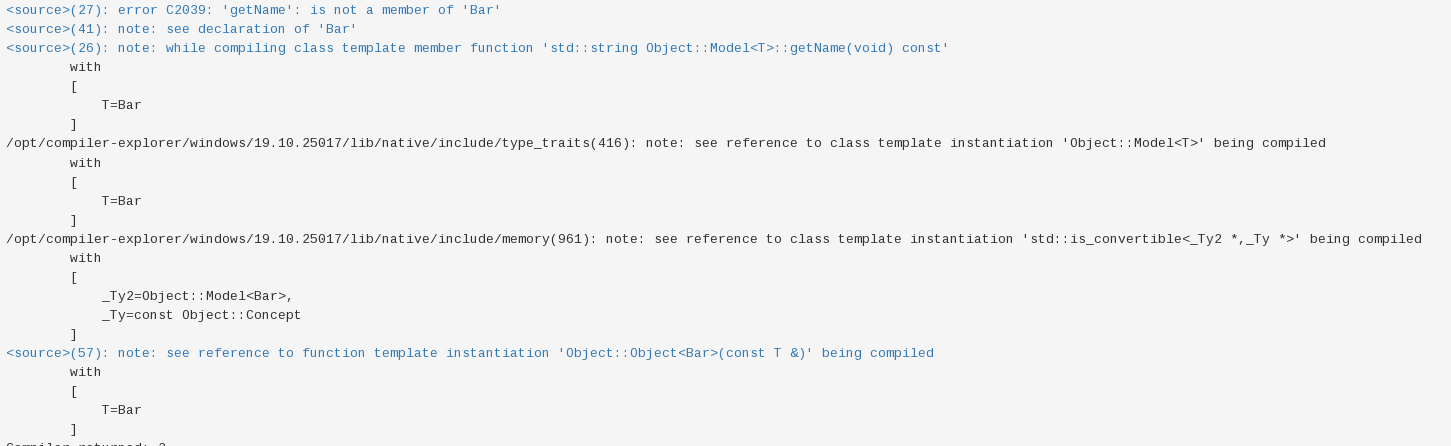 <source>(27): error C2039: 'getName': is not a member of 'Bar'
<source>(41): note: see declaration of 'Bar'
<source>(26): note: while compiling class template member function 'std::string Object::Model<T>::getName(void) const'
        with
        [
            T=Bar
        ]
/opt/compiler-explorer/windows/19.10.25017/lib/native/include/type_traits(416): note: see reference to class template instantiation 'Object::Model<T>' being compiled
        with
        [
            T=Bar
        ]
/opt/compiler-explorer/windows/19.10.25017/lib/native/include/memory(961): note: see reference to class template instantiation 'std::is_convertible<_Ty2 *,_Ty *>' being compiled
        with
        [
            _Ty2=Object::Model<Bar>,
            _Ty=const Object::Concept
        ]
<source>(57): note: see reference to function template instantiation 'Object::Object<Bar>(const T &)' being compiled
        with
        [
            T=Bar
        ]